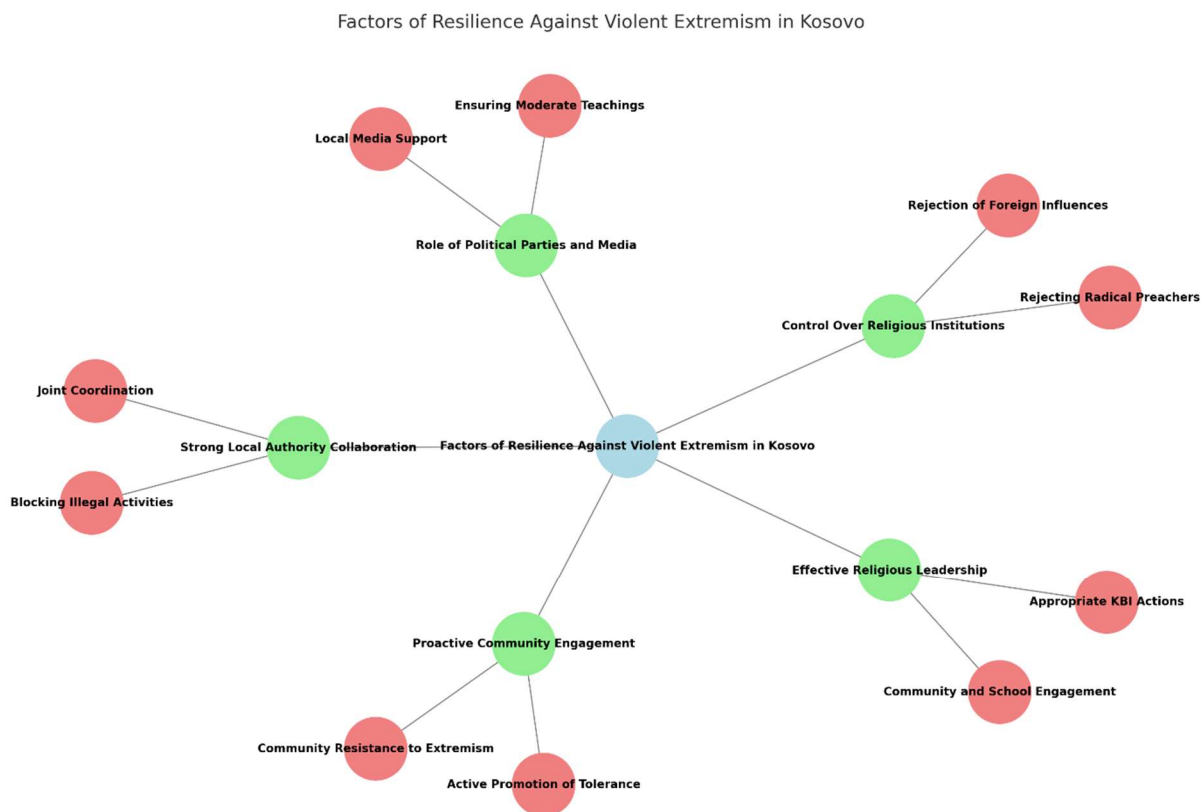 Factors of Resilience Against Violent Extremism in Kosovo
Ensuring Moderate Teachings
Local Media Support
Rejection of Foreign Influences
Role of Political Parties and Media
Rejecting Radical Preachers
Control Over Religious Institutions
Joint Coordination
Strong Local Authority Collaboration
Factors of Resilience Against Violent Extremism in Kosovo
Blocking Illegal Activities
Effective Religious Leadership
Appropriate KBI Actions
Proactive Community Engagement
Community and School Engagement
Community Resistance to Extremism
Active Promotion of Tolerance